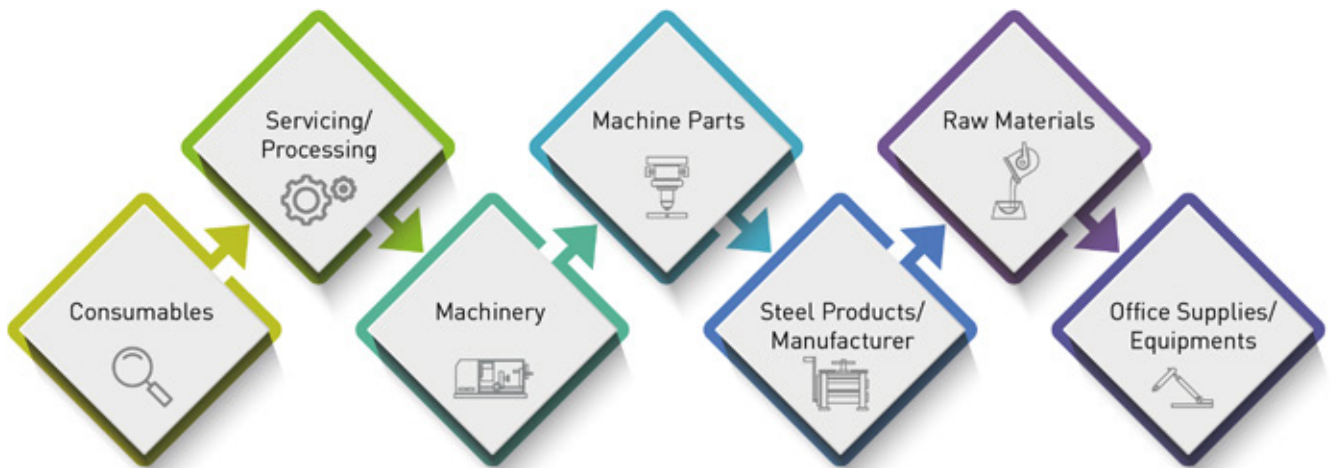 Consumables
Servicing/
Processing
Machinery
Machine Parts
Steel Products/
Manufacturer
Raw Materials
Office Supplies/
Equipments